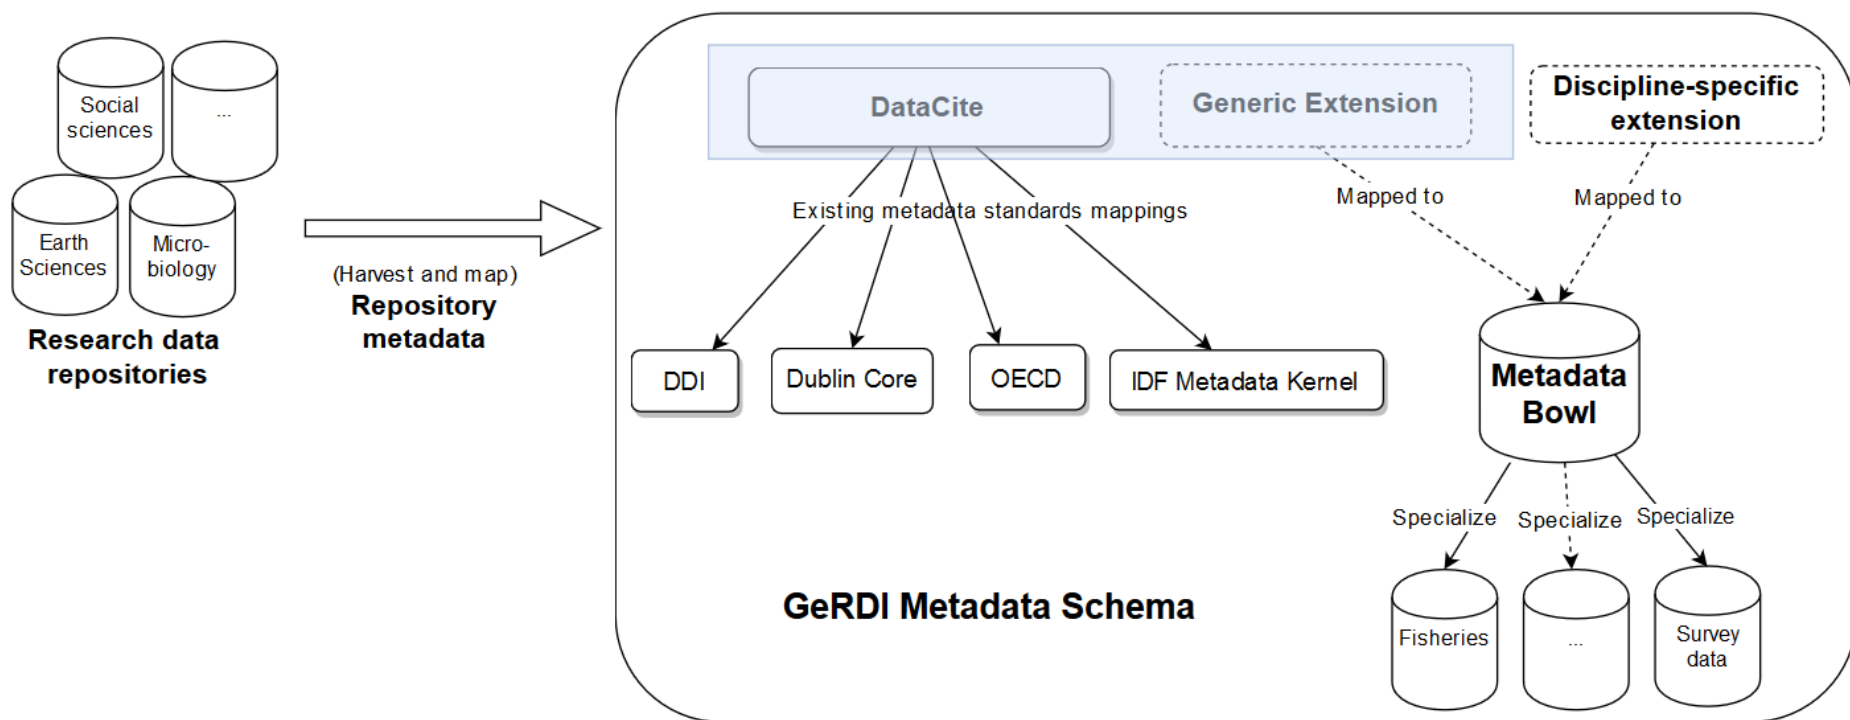 Social
sciences
...
Earth
Sciences
Micro-
biology
Research data
repositories
(Harvest and map)
Repository
metadata
DataCite
Generic Extension
Discipline-specific
extension
Mapped to
Mapped to
Existing metadata standards mappings
DDI
Dublin Core
OECD
IDF Metadata Kernel
Metadata
Bowl
Specialize
Specialize
Specialize
Fisheries
...
Survey
data
GeRDI Metadata Schema